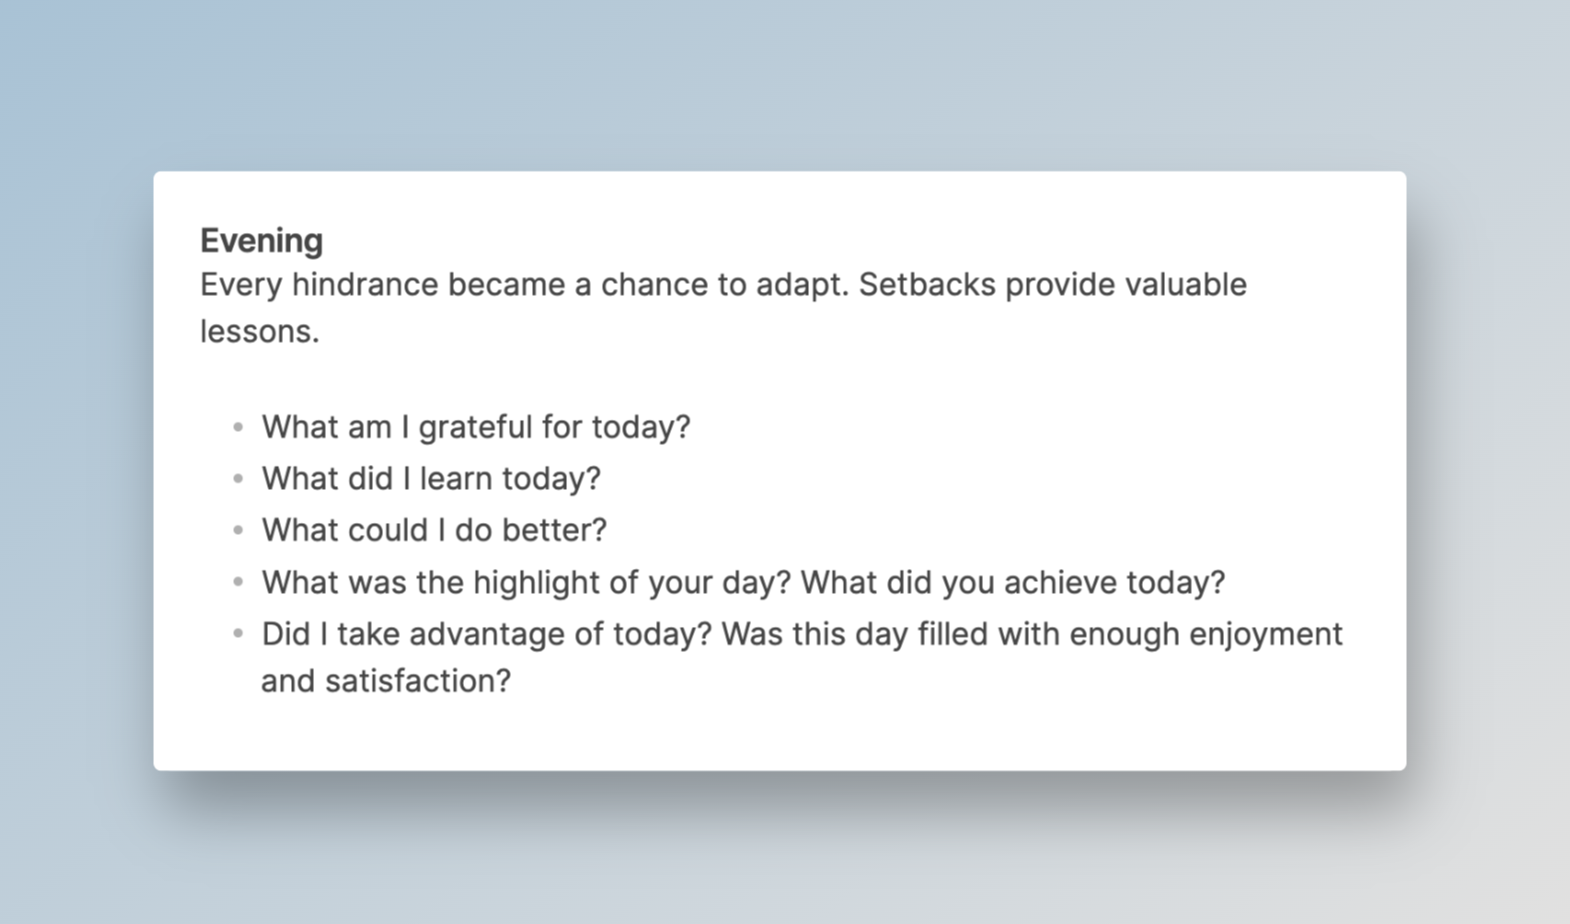 Evening
Every hindrance became a chance to adapt. Setbacks provide valuable
lessons.
• What am I grateful for today?
• What did I learn today?
• What could I do better?
• What was the highlight of your day? What did you achieve today?
• Did I take advantage of today? Was this day filled with enough enjoyment
and satisfaction?